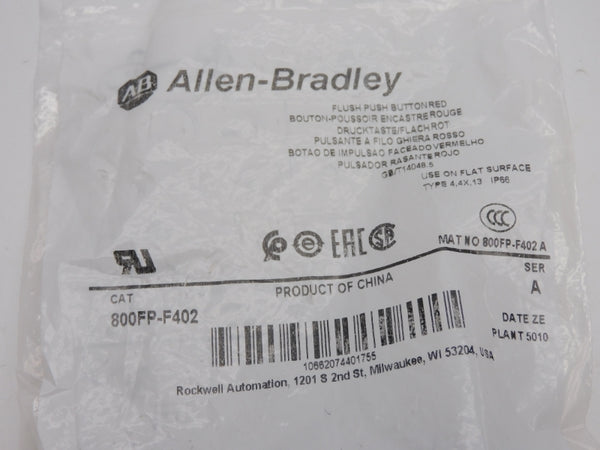 AB Allen-Bradley
FLUSH PUSH BUTTON RED
BOUTON-POUSSOIR ENCASTRE ROUGE
DRUCKTASTE/FLACH ROT
PULSANTE A FILO GHIERA ROSSO
BOTAO DE IMPULSAO FACEADO VERMELHO
PULSADOR RASANTE ROJO
GB/T14048.5
USE ON FLAT SURFACE
TYPE 4,4X,13 IP66
CCC
EAC
MAT NO 800FP-F402 A
CAT
800FP-F402
PRODUCT OF CHINA
SER
A
DATE ZE
PLANT 5010
10662074401755
Rockwell Automation, 1201 S 2nd St, Milwaukee, WI 53204, USA